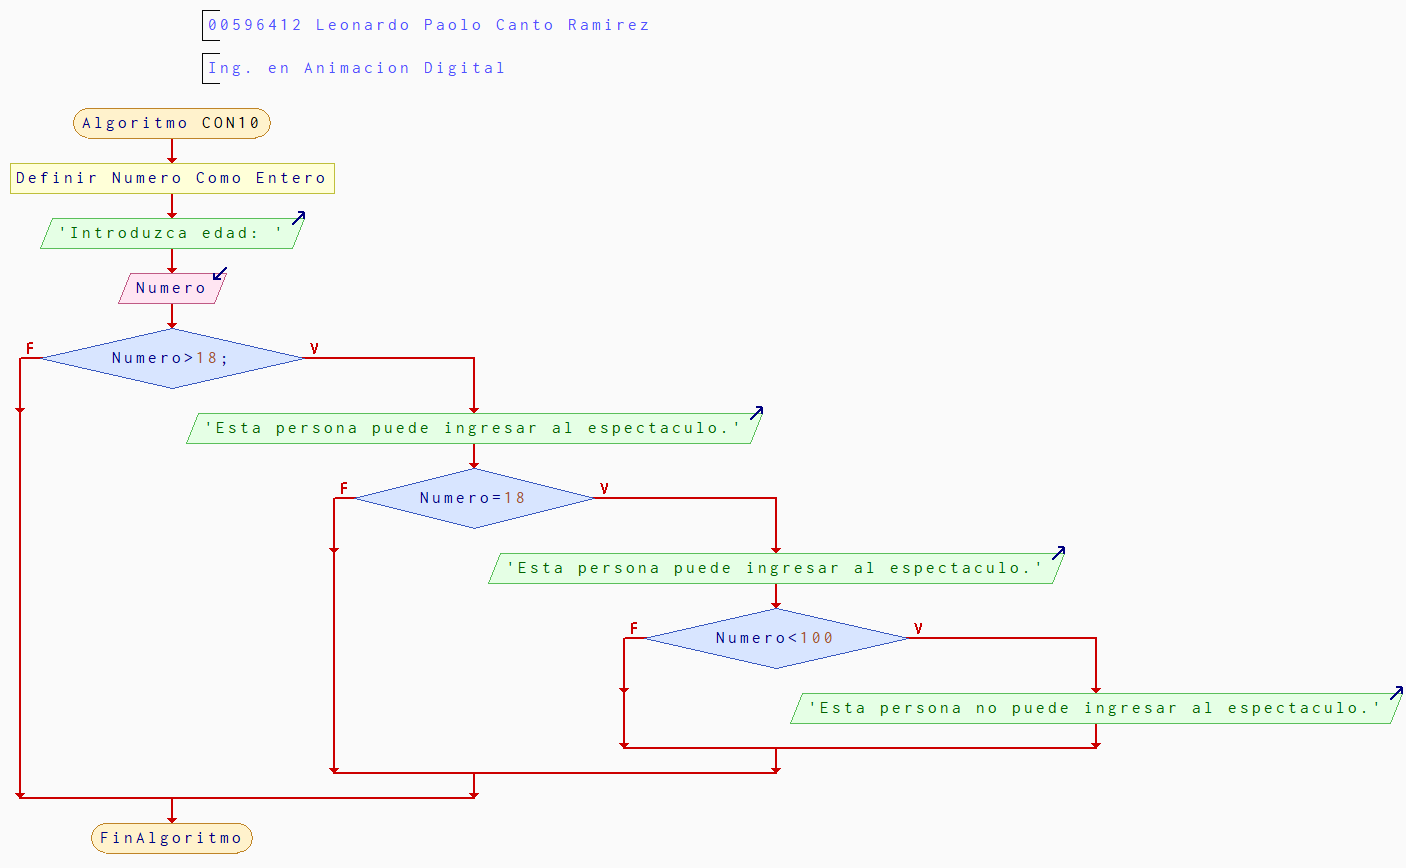 00596412 Leonardo Paolo Canto Ramirez
Ing. en Animacion Digital
Algoritmo CON10
Definir Numero Como Entero
'Introduzca edad: '
Numero
F
Numero>18;
V
'Esta persona puede ingresar al espectaculo.'
F
Numero=18
V
'Esta persona puede ingresar al espectaculo.'
F
Numero<100
V
'Esta persona no puede ingresar al espectaculo.'
FinAlgoritmo